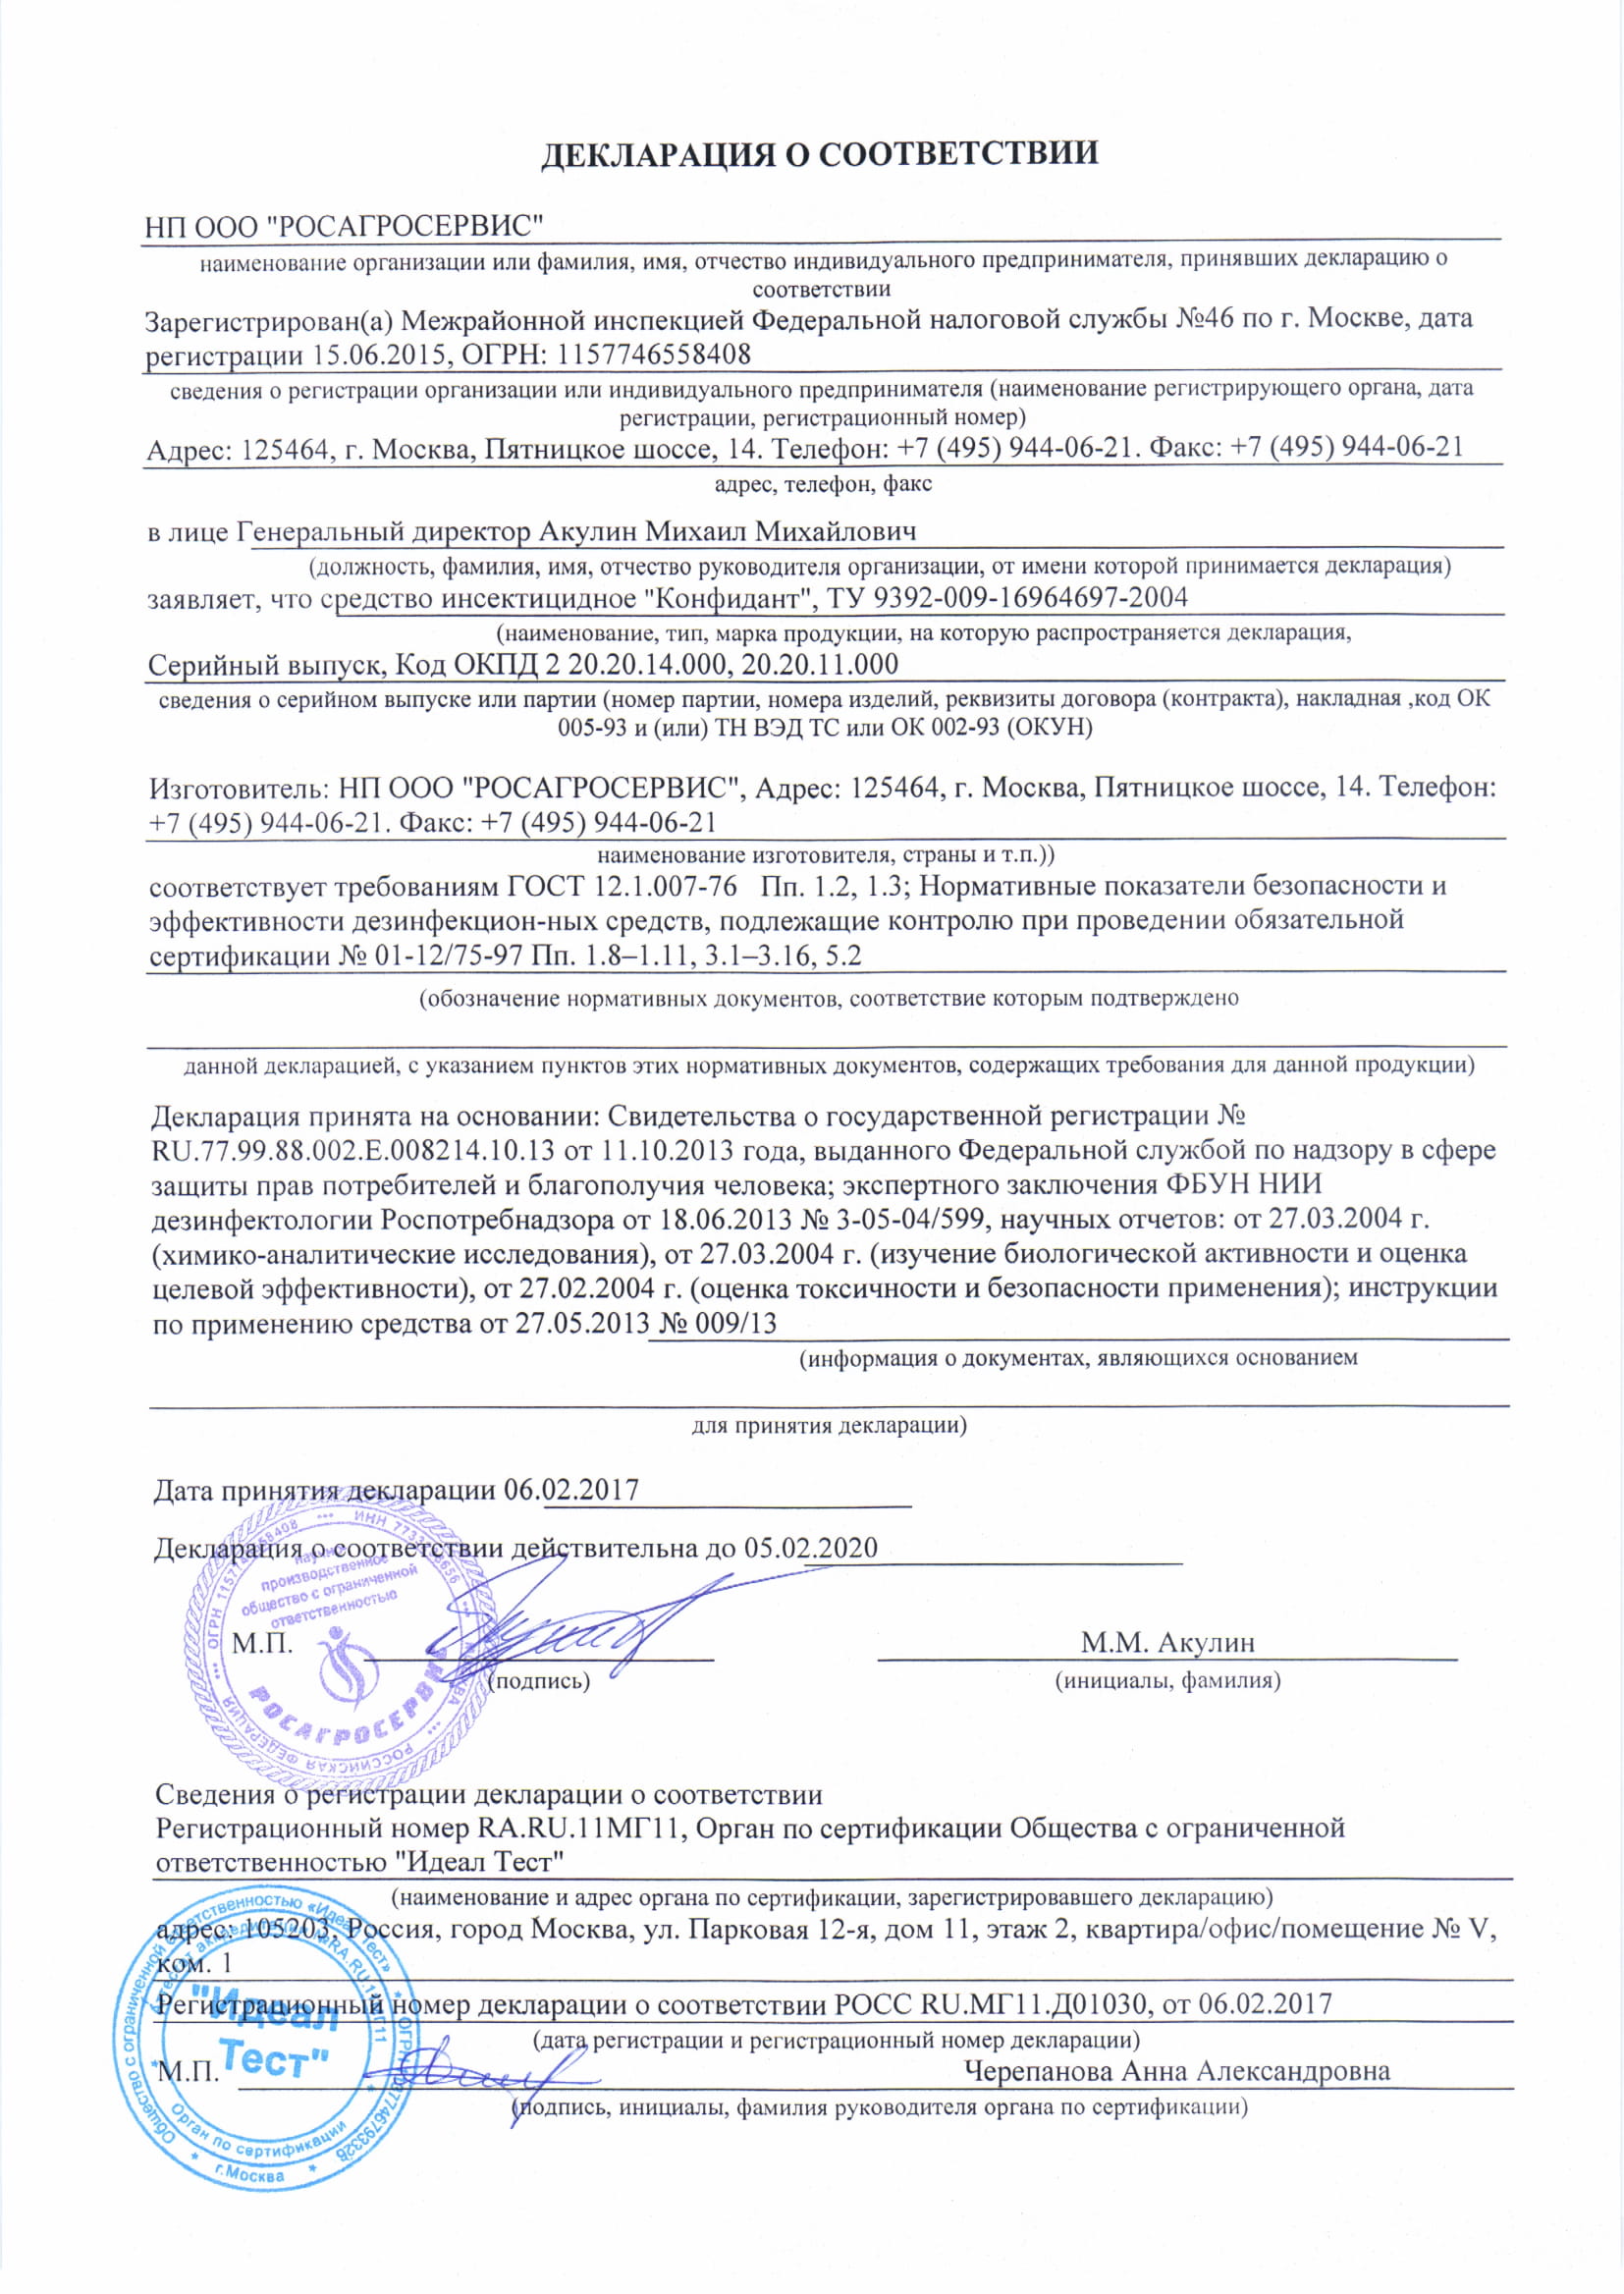 ДЕКЛАРАЦИЯ О СООТВЕТСТВИИ
НП ООО "РОСАГРОСЕРВИС"
наименование организации или фамилия, имя, отчество индивидуального предпринимателя, принявших декларацию о
соответствии
Зарегистрирован(а) Межрайонной инспекцией Федеральной налоговой службы №46 по г. Москве, дата
регистрации 15.06.2015, ОГРН: 1157746558408
сведения о регистрации организации или индивидуального предпринимателя (наименование регистрирующего органа, дата
регистрации, регистрационный номер)
Адрес: 125464, г. Москва, Пятницкое шоссе, 14. Телефон: +7 (495) 944-06-21. Факс: +7 (495) 944-06-21
адрес, телефон, факс
в лице Генеральный директор Акулин Михаил Михайлович
(должность, фамилия, имя, отчество руководителя организации, от имени которой принимается декларация)
заявляет, что средство инсектицидное "Конфидант", ТУ 9392-009-16964697-2004
(наименование, тип, марка продукции, на которую распространяется декларация,
Серийный выпуск, Код ОКПД 2 20.20.14.000, 20.20.11.000
сведения о серийном выпуске или партии (номер партии, номера изделий, реквизиты договора (контракта), накладная ,код ОК
005-93 и (или) ТН ВЭД ТС или ОК 002-93 (ОКУН)
Изготовитель: НП ООО "РОСАГРОСЕРВИС", Адрес: 125464, г. Москва, Пятницкое шоссе, 14. Телефон:
+7 (495) 944-06-21. Факс: +7 (495) 944-06-21
наименование изготовителя, страны и т.п.))
соответствует требованиям ГОСТ 12.1.007-76 Пп. 1.2, 1.3; Нормативные показатели безопасности и
эффективности дезинфекцион-ных средств, подлежащие контролю при проведении обязательной
сертификации № 01-12/75-97 Пп. 1.8–1.11, 3.1–3.16, 5.2
(обозначение нормативных документов, соответствие которым подтверждено
данной декларацией, с указанием пунктов этих нормативных документов, содержащих требования для данной продукции)
Декларация принята на основании: Свидетельства о государственной регистрации №
RU.77.99.88.002.Е.008214.10.13 от 11.10.2013 года, выданного Федеральной службой по надзору в сфере
защиты прав потребителей и благополучия человека; экспертного заключения ФБУН НИИ
дезинфектологии Роспотребнадзора от 18.06.2013 № 3-05-04/599, научных отчетов: от 27.03.2004 г.
(химико-аналитические исследования), от 27.03.2004 г. (изучение биологической активности и оценка
целевой эффективности), от 27.02.2004 г. (оценка токсичности и безопасности применения); инструкции
по применению средства от 27.05.2013 № 009/13
(информация о документах, являющихся основанием
для принятия декларации)
Дата принятия декларации 06.02.2017
Декларация о соответствии действительна до 05.02.2020
производственное
общество с ограниченной
ответственностью
РОСАГРОСЕРВИС
РОССИЙСКАЯ ФЕДЕРАЦИЯ
М.П.
М.М. Акулин
(подпись)
(инициалы, фамилия)
Сведения о регистрации декларации о соответствии
Регистрационный номер RA.RU.11МГ11, Орган по сертификации Общества с ограниченной
ответственностью "Идеал Тест"
(наименование и адрес органа по сертификации, зарегистрировавшего декларацию)
адрес: 105203, Россия, город Москва, ул. Парковая 12-я, дом 11, этаж 2, квартира/офис/помещение № V,
ком. 1
Регистрационный номер декларации о соответствии РОСС RU.МГ11.Д01030, от 06.02.2017
(дата регистрации и регистрационный номер декларации)
М.П.
Черепанова Анна Александровна
(подпись, инициалы, фамилия руководителя органа по сертификации)
Общество с ограниченной ответственностью «Идеал Тест»
"Идеал
Тест"
Орган по сертификации
г.Москва